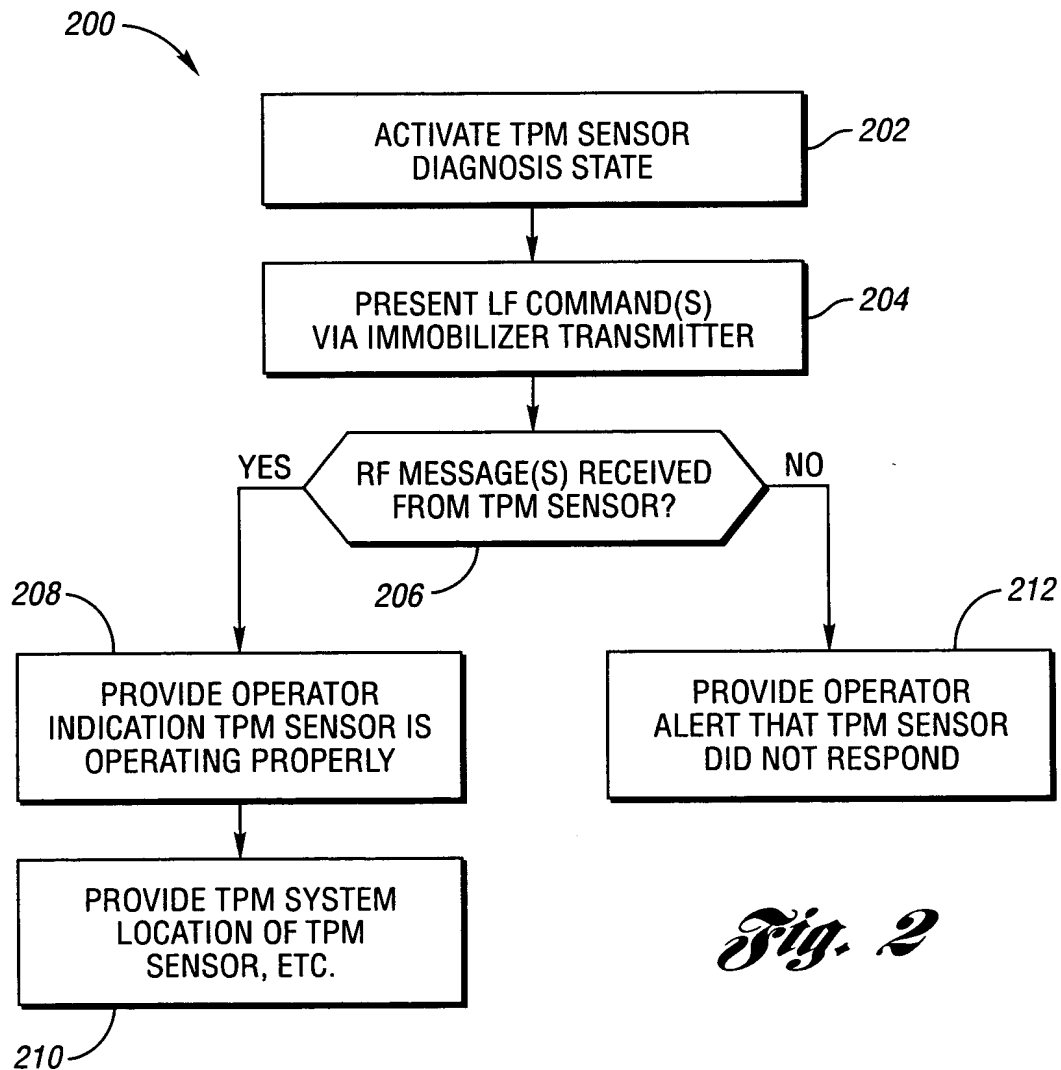 200
ACTIVATE TPM SENSOR
DIAGNOSIS STATE
202
PRESENT LF COMMAND(S)
VIA IMMOBILIZER TRANSMITTER
204
YES
RF MESSAGE(S) RECEIVED
FROM TPM SENSOR?
NO
206
208
PROVIDE OPERATOR
INDICATION TPM SENSOR IS
OPERATING PROPERLY
212
PROVIDE OPERATOR
ALERT THAT TPM SENSOR
DID NOT RESPOND
PROVIDE TPM SYSTEM
LOCATION OF TPM
SENSOR, ETC.
210
Fig. 2